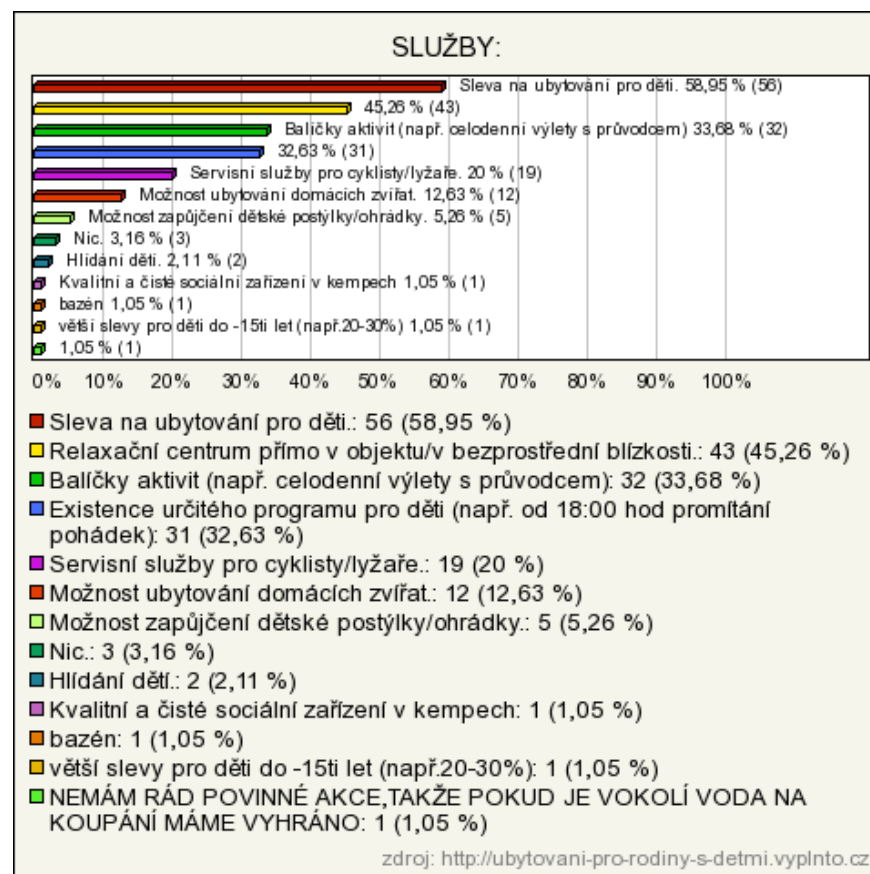 SLUŽBY:
Sleva na ubytování pro děti. 58,95 % (56)
45,26 % (43)
Balíčky aktivit (např. celodenní výlety s průvodcem) 33,68 % (32)
32,63 % (31)
Servisní služby pro cyklisty/lyžaře. 20 % (19)
Možnost ubytování domácích zvířat. 12,63 % (12)
Možnost zapůjčení dětské postýlky/ohrádky. 5,26 % (5)
Nic. 3,16 % (3)
Hlídání dětí. 2,11 % (2)
Kvalitní a čisté sociální zařízení v kempech 1,05 % (1)
bazén 1,05 % (1)
větší slevy pro děti do -15ti let (např.20-30%) 1,05 % (1)
1,05 % (1)
0% 10% 20% 30% 40% 50% 60% 70% 80% 90% 100%
Sleva na ubytování pro děti.: 56 (58,95 %)
Relaxační centrum přímo v objektu/v bezprostřední blízkosti.: 43 (45,26 %)
Balíčky aktivit (např. celodenní výlety s průvodcem): 32 (33,68 %)
Existence určitého programu pro děti (např. od 18:00 hod promítání
pohádek): 31 (32,63 %)
Servisní služby pro cyklisty/lyžaře.: 19 (20 %)
Možnost ubytování domácích zvířat.: 12 (12,63 %)
Možnost zapůjčení dětské postýlky/ohrádky.: 5 (5,26 %)
Nic.: 3 (3,16 %)
Hlídání dětí.: 2 (2,11 %)
Kvalitní a čisté sociální zařízení v kempech: 1 (1,05 %)
bazén: 1 (1,05 %)
větší slevy pro děti do -15ti let (např.20-30%): 1 (1,05 %)
NEMÁM RÁD POVINNÉ AKCE,TAKŽE POKUD JE VOKOLÍ VODA NA
KOUPÁNÍ MÁME VYHRÁNO: 1 (1,05 %)
zdroj: http://ubytovani-pro-rodiny-s-detmi.vyplnto.cz